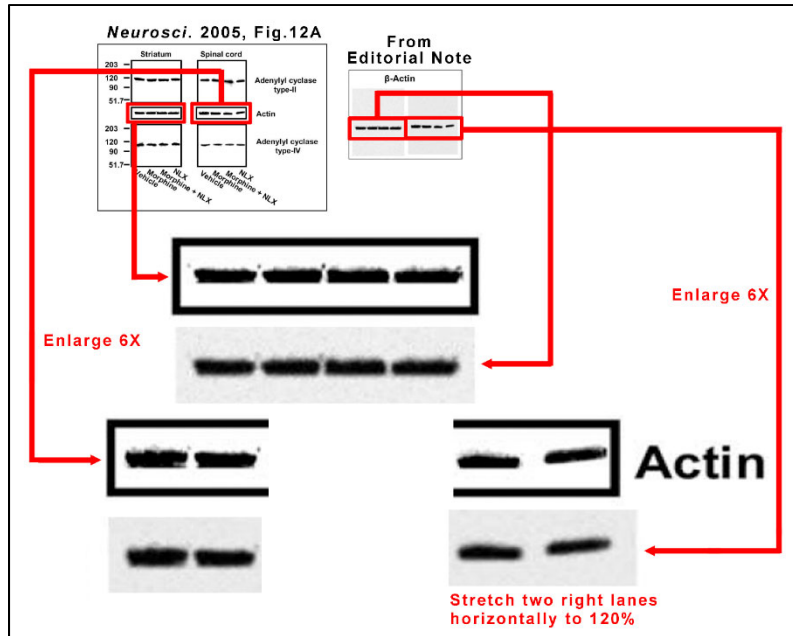 Neurosci. 2005, Fig.12A
Striatum
Spinal cord
203
120
90
51.7
Adenylyl cyclase
type-II
Actin
203
120
90
51.7
Adenylyl cyclase
type-IV
Vehicle
Morphine
Morphine + NLX
NLX
Vehicle
Morphine
Morphine + NLX
NLX
From
Editorial Note
β-Actin
Enlarge 6X
Enlarge 6X
Actin
Stretch two right lanes
horizontally to 120%